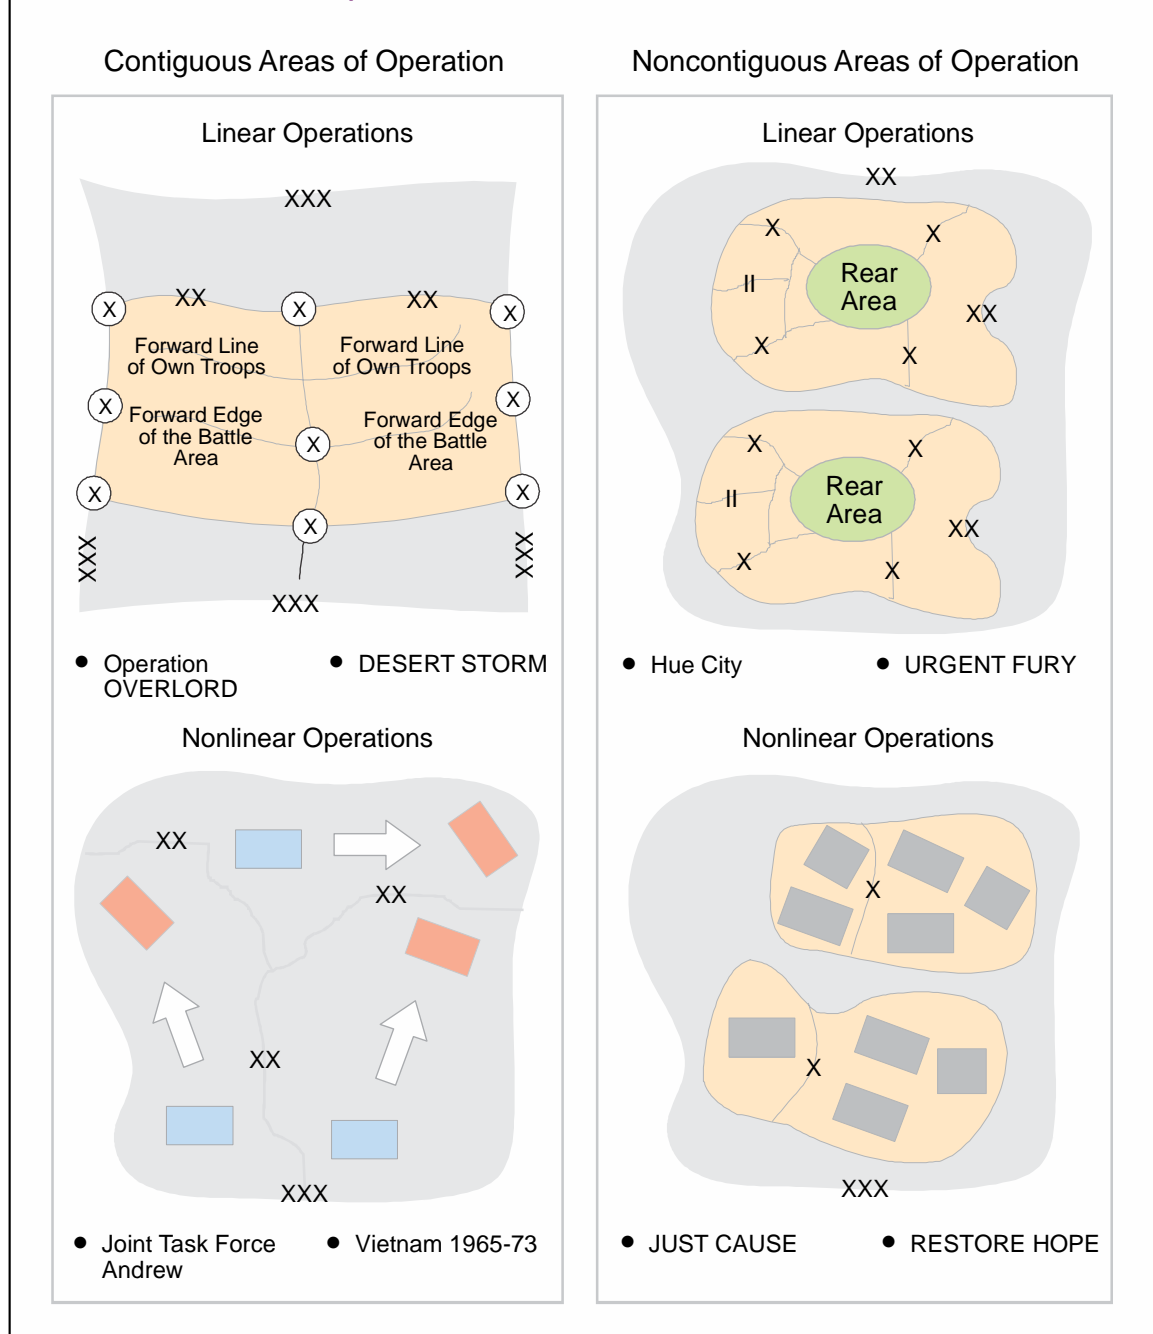 Contiguous Areas of Operation
Linear Operations
XXX
XX
XX
X
X
X
Forward Line
of Own Troops
Forward Line
of Own Troops
X
X
Forward Edge
of the Battle
Area
Forward Edge
of the Battle
Area
X
X
X
X
XXX
XXX
XXX
• Operation
OVERLORD
• DESERT STORM
Nonlinear Operations
XX
XX
XX
XXX
• Joint Task Force
Andrew
• Vietnam 1965-73
Noncontiguous Areas of Operation
Linear Operations
XX
X
X
Rear
Area
II
XX
X
X
X
X
Rear
Area
II
XX
X
X
• Hue City
• URGENT FURY
Nonlinear Operations
X
X
XXX
• JUST CAUSE
• RESTORE HOPE